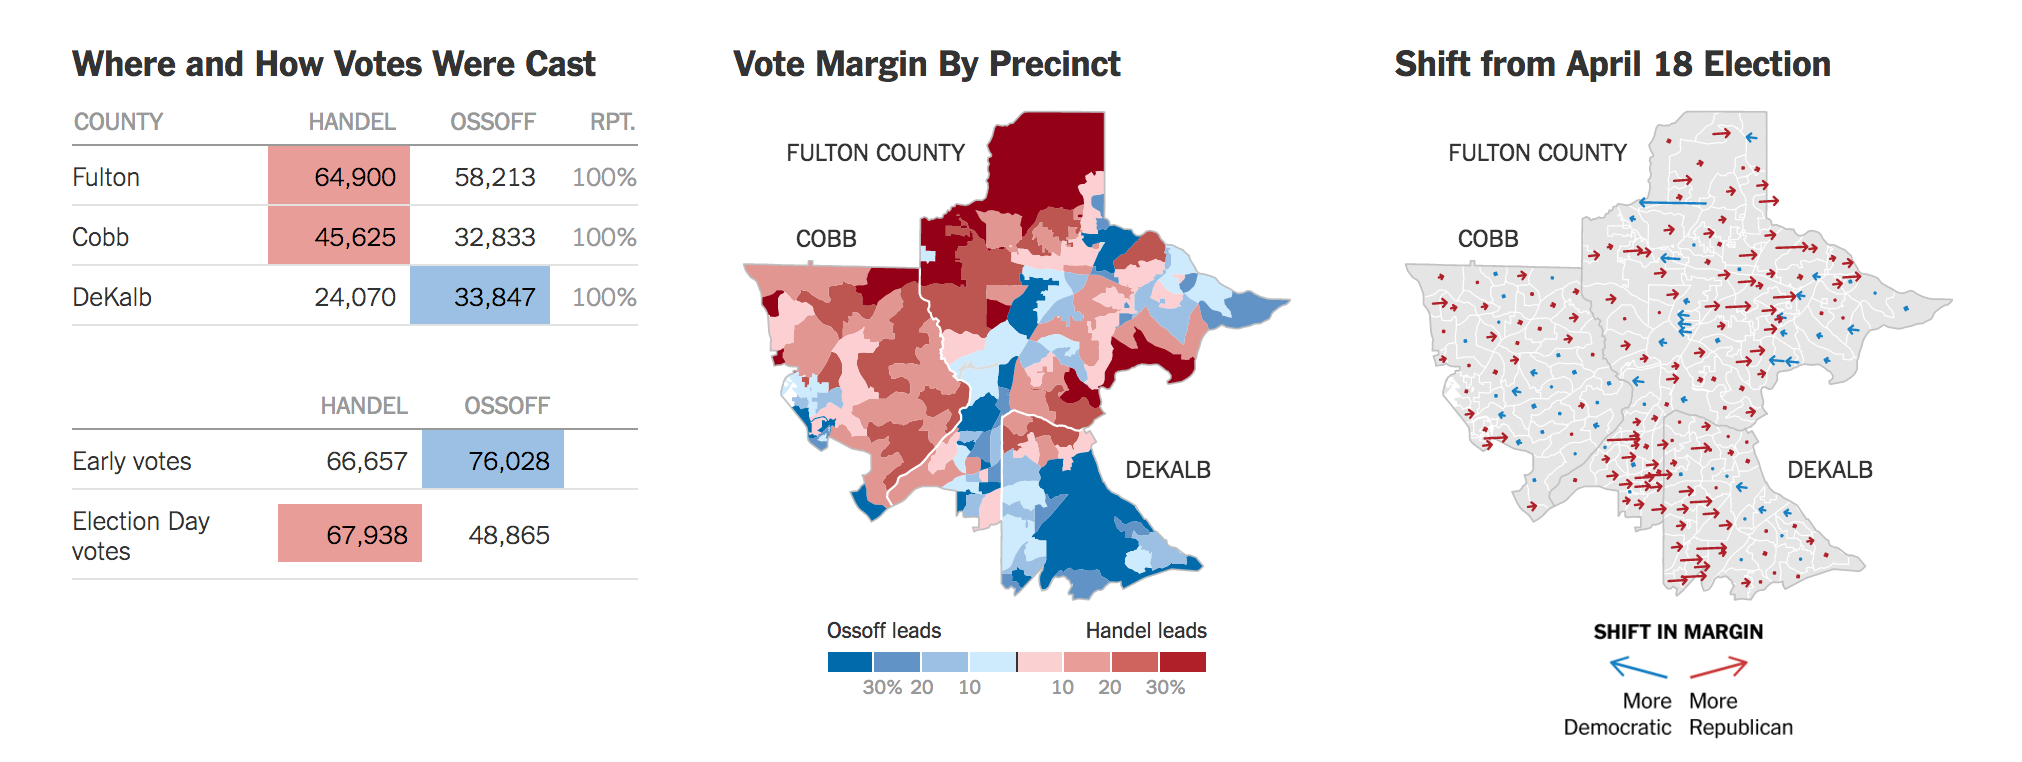 Where and How Votes Were Cast
COUNTY HANDEL OSSOFF RPT.
Fulton 64,900 58,213 100%
Cobb 45,625 32,833 100%
DeKalb 24,070 33,847 100%
HANDEL OSSOFF
Early votes 66,657 76,028
Election Day
votes 67,938 48,865
Vote Margin By Precinct
FULTON COUNTY
COBB
DEKALB
Ossoff leads Handel leads
30% 20 10 10 20 30%
Shift from April 18 Election
FULTON COUNTY
COBB
DEKALB
SHIFT IN MARGIN
More More
Democratic Republican